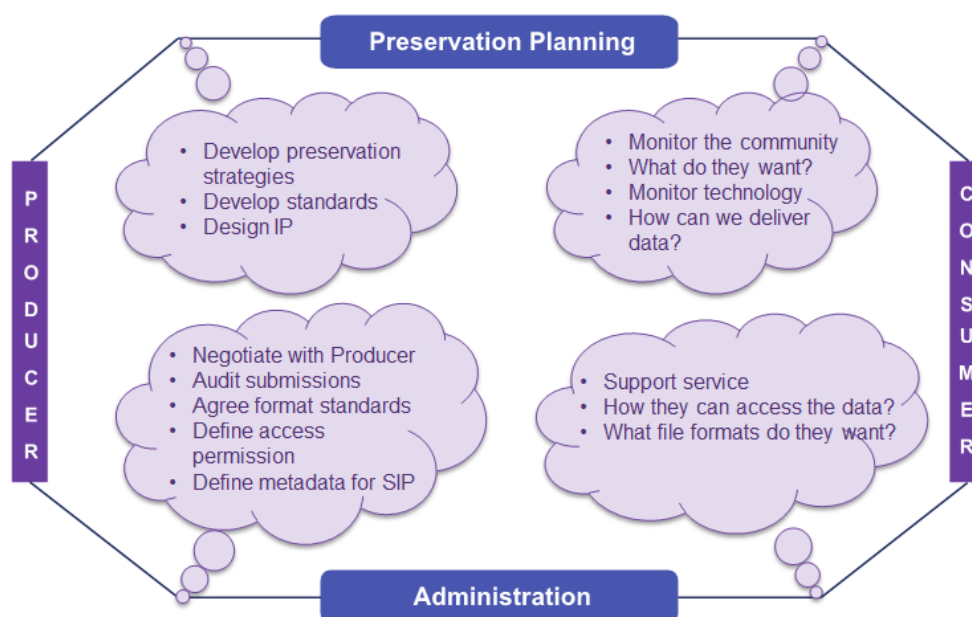 Preservation Planning
• Develop preservation
strategies
• Develop standards
• Design IP
• Monitor the community
• What do they want?
• Monitor technology
• How can we deliver
data?
PRODUCER
CONSUMER
• Negotiate with Producer
• Audit submissions
• Agree format standards
• Define access
permission
• Define metadata for SIP
• Support service
• How they can access the data?
• What file formats do they want?
Administration